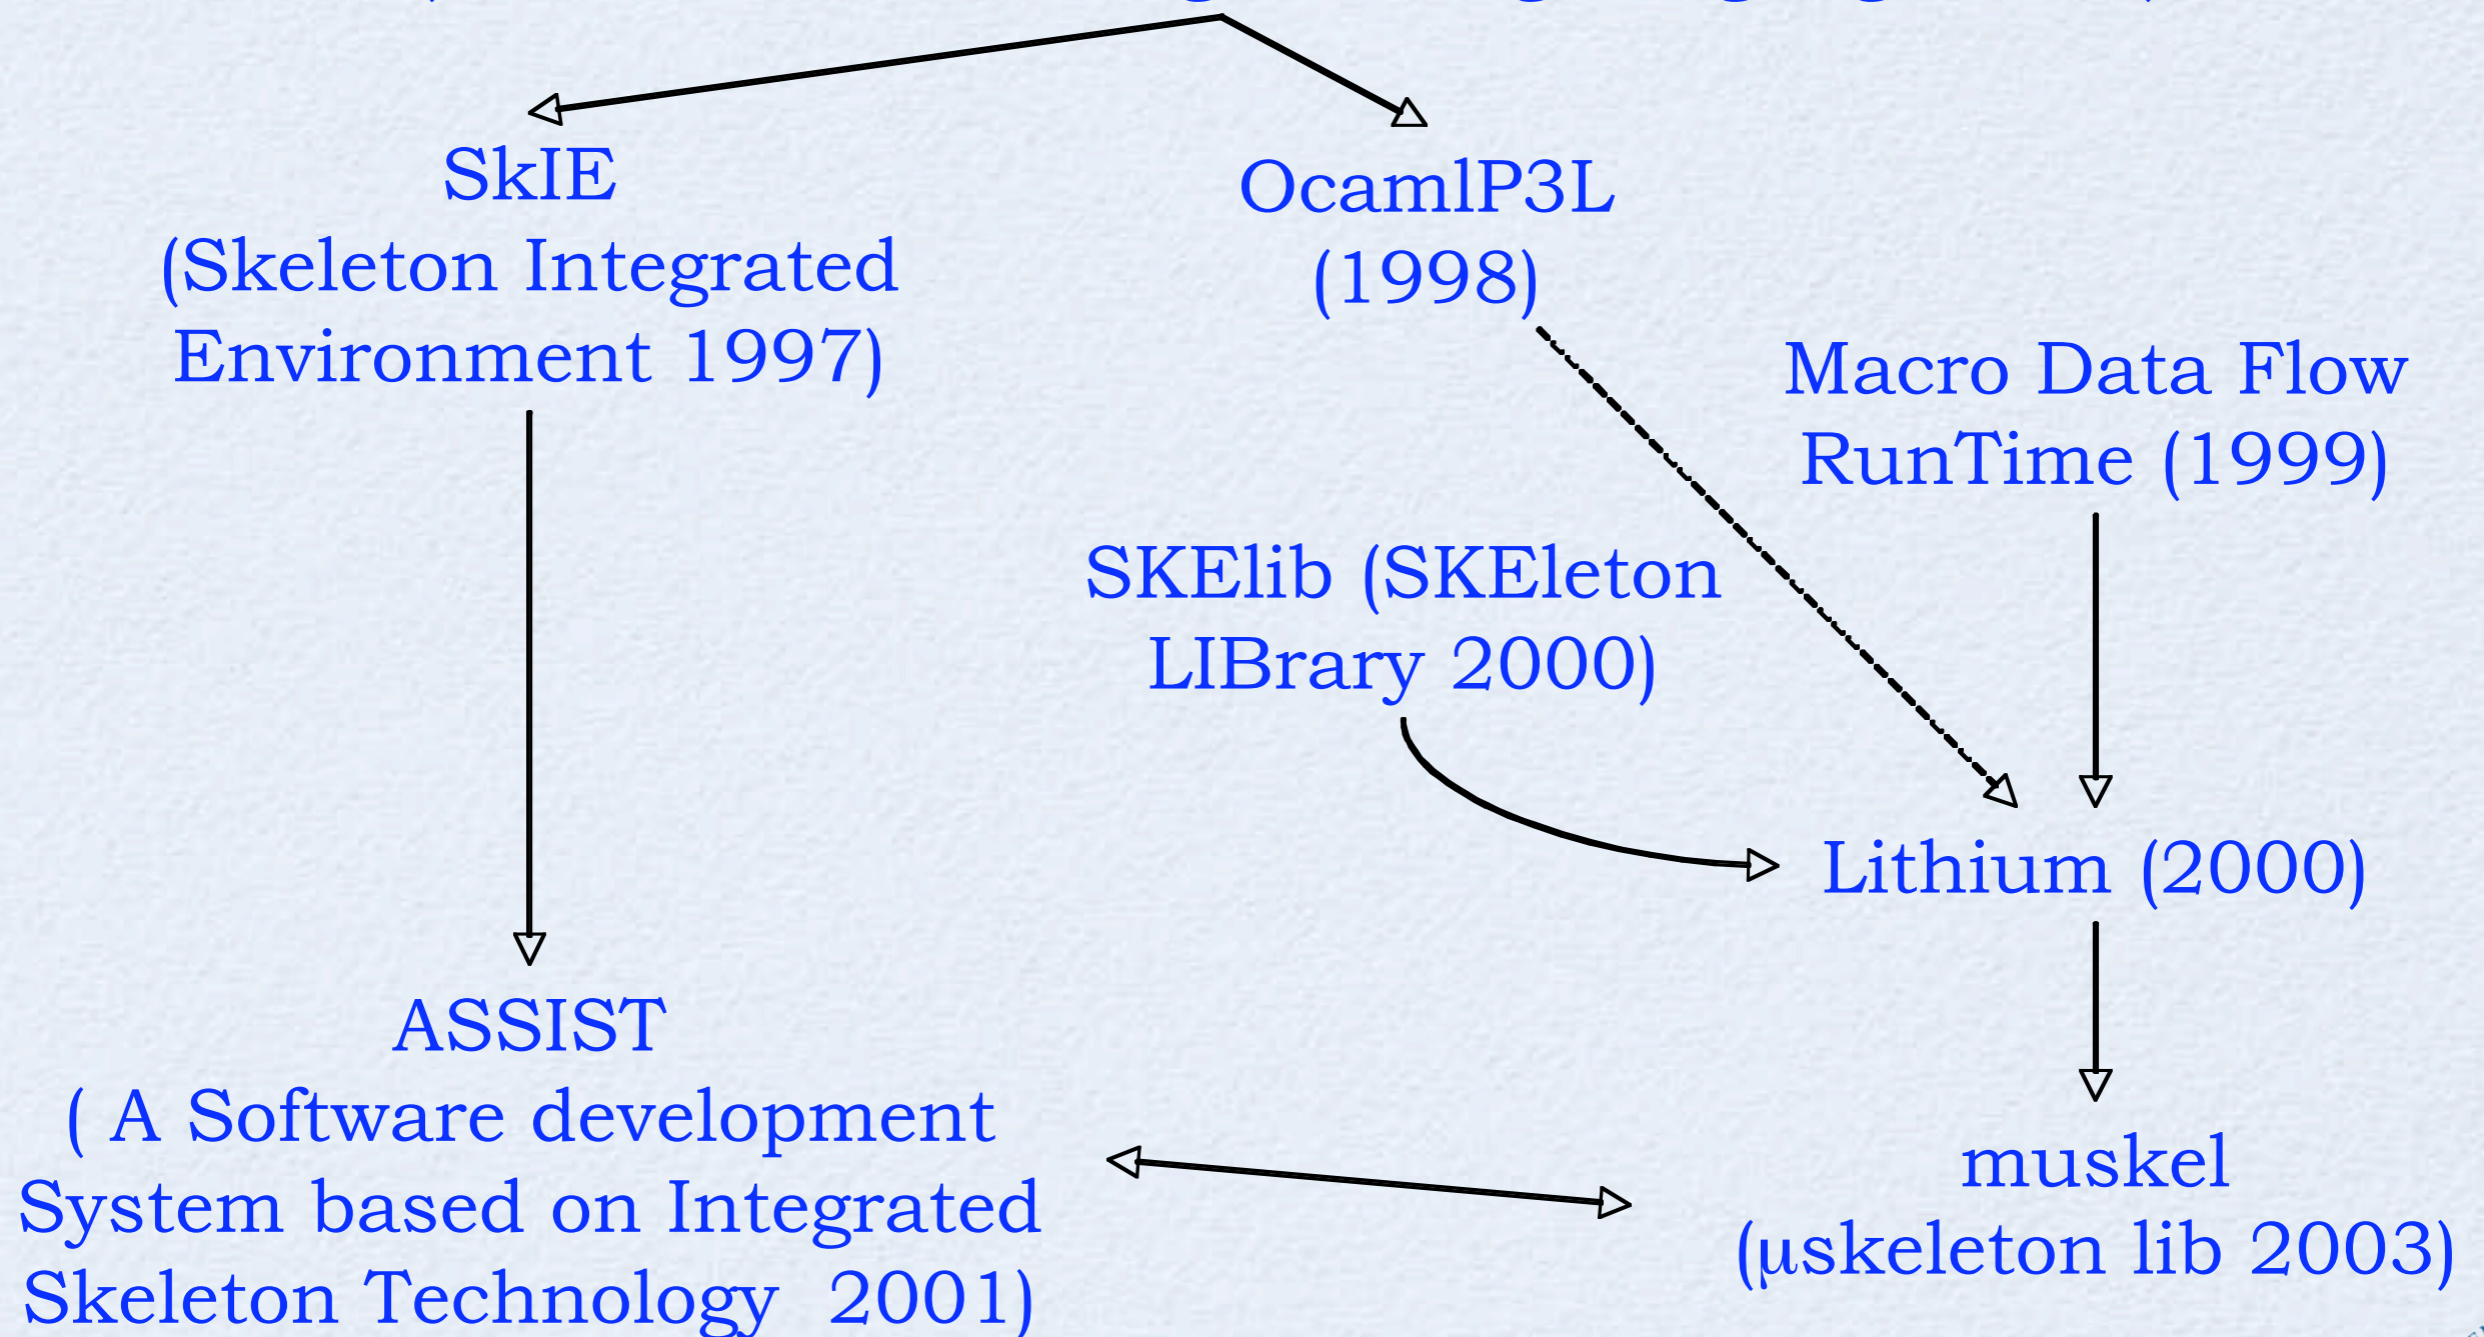 SkIE
(Skeleton Integrated
Environment 1997)
OcamlP3L
(1998)
Macro Data Flow
RunTime (1999)
SKElib (SKEleton
LIBrary 2000)
Lithium (2000)
ASSIST
( A Software development
System based on Integrated
Skeleton Technology  2001)
muskel
(μskeleton lib 2003)